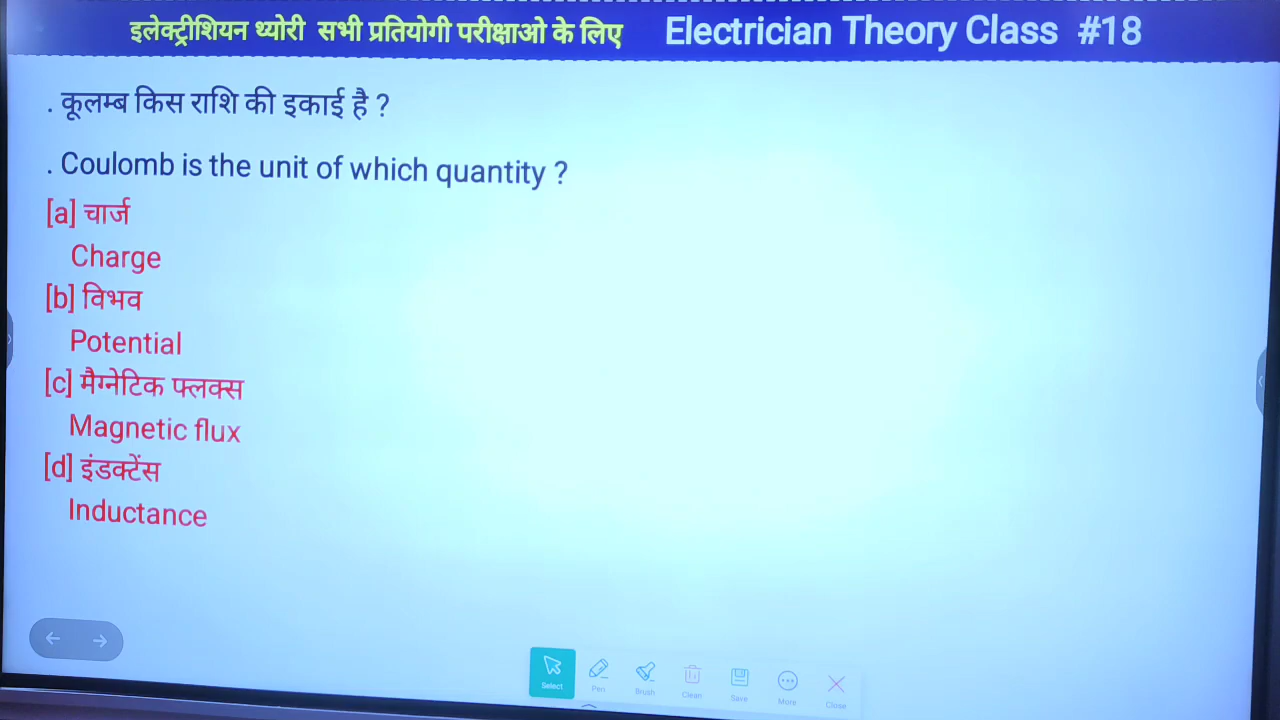 इलेक्ट्रीशियन थ्योरी सभी प्रतियोगी परीक्षाओ के लिए Electrician Theory Class #18
. कूलम्ब किस राशि की इकाई है ?
. Coulomb is the unit of which quantity ?
[a] चार्ज
Charge
[b] विभव
Potential
[c] मैग्नेटिक फ्लक्स
Magnetic flux
[d] इंडक्टेंस
Inductance
Select Pen Brush Clean Save More Close